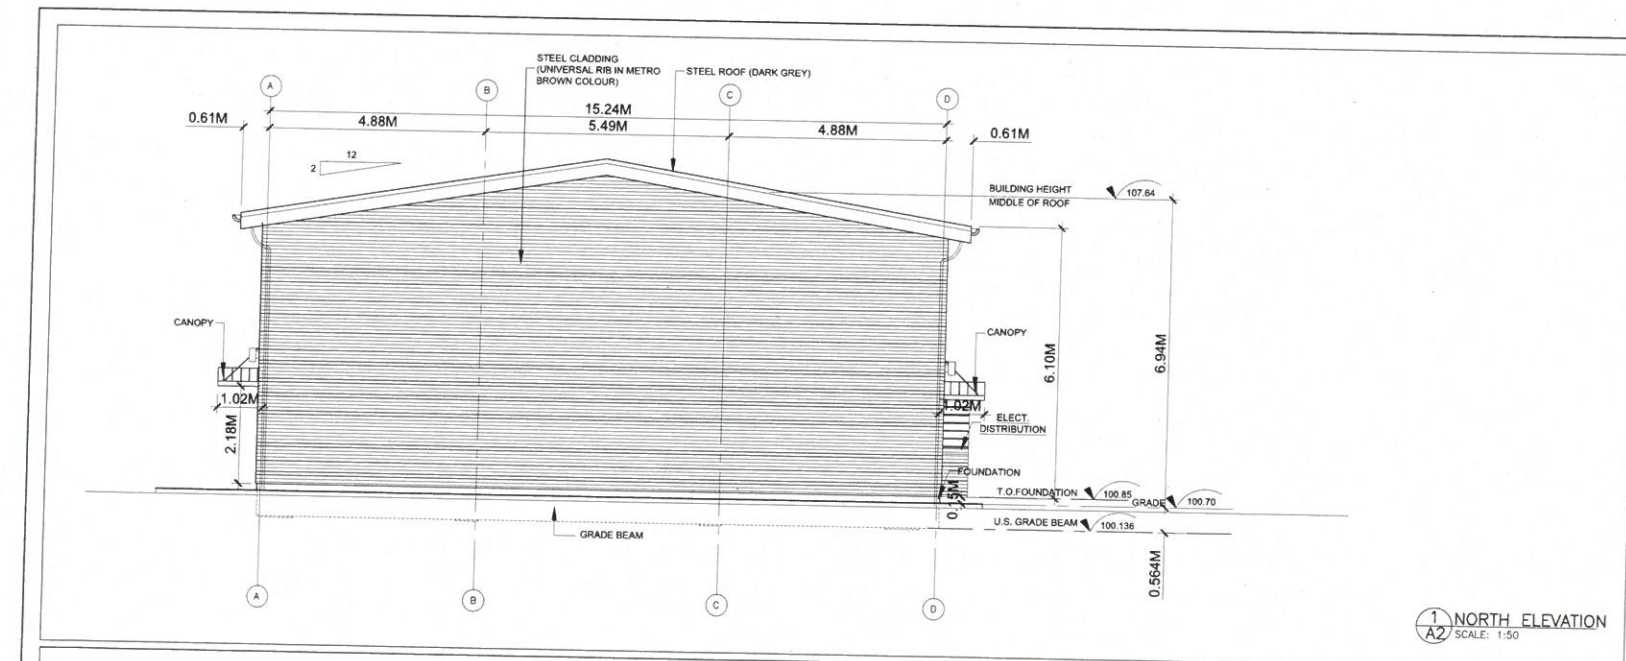 STEEL CLADDING
(UNIVERSAL RIB IN METRO
BROWN COLOUR)
STEEL ROOF (DARK GREY)
A
B
C
D
15.24M
0.61M
4.88M
5.49M
4.88M
0.61M
12
2
BUILDING HEIGHT
MIDDLE OF ROOF
107.64
CANOPY
CANOPY
6.10M
6.94M
1.02M
2.18M
1.02M
ELECT.
DISTRIBUTION
FOUNDATION
0.15M
T.O.FOUNDATION
100.85
GRADE
100.70
U.S. GRADE BEAM
100.136
GRADE BEAM
0.564M
A
B
C
D
1
A2
NORTH ELEVATION
SCALE: 1:50